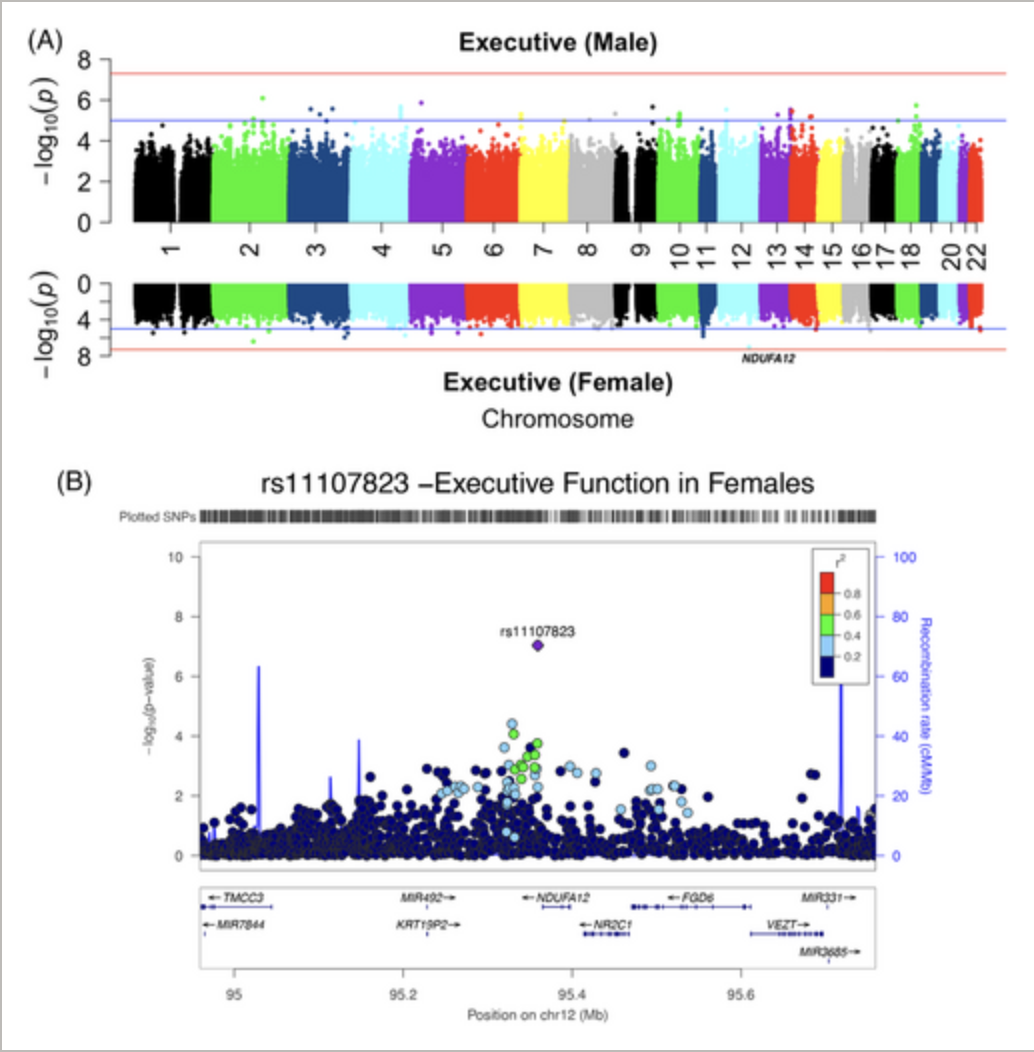 (A)
Executive (Male)
8
6
4
2
0
−log10(p)
1 2 3 4 5 6 7 8 9 10 11 12 13 14 15 16 17 18 20 22
0
4
8
−log10(p)
NDUFA12
Executive (Female)
Chromosome
(B)
rs11107823 −Executive Function in Females
Plotted SNPs
10
8
6
4
2
0
−log10(p−value)
rs11107823
r2
0.8
0.6
0.4
0.2
100
80
60
40
20
0
Recombination rate (cM/Mb)
←TMCC3 MIR492→ ←NDUFA12 ←FGD6 MIR331→
←MIR7844 KRT19P2→ ←NR2C1 VEZT→
MIR3685→
95 95.2 95.4 95.6
Position on chr12 (Mb)